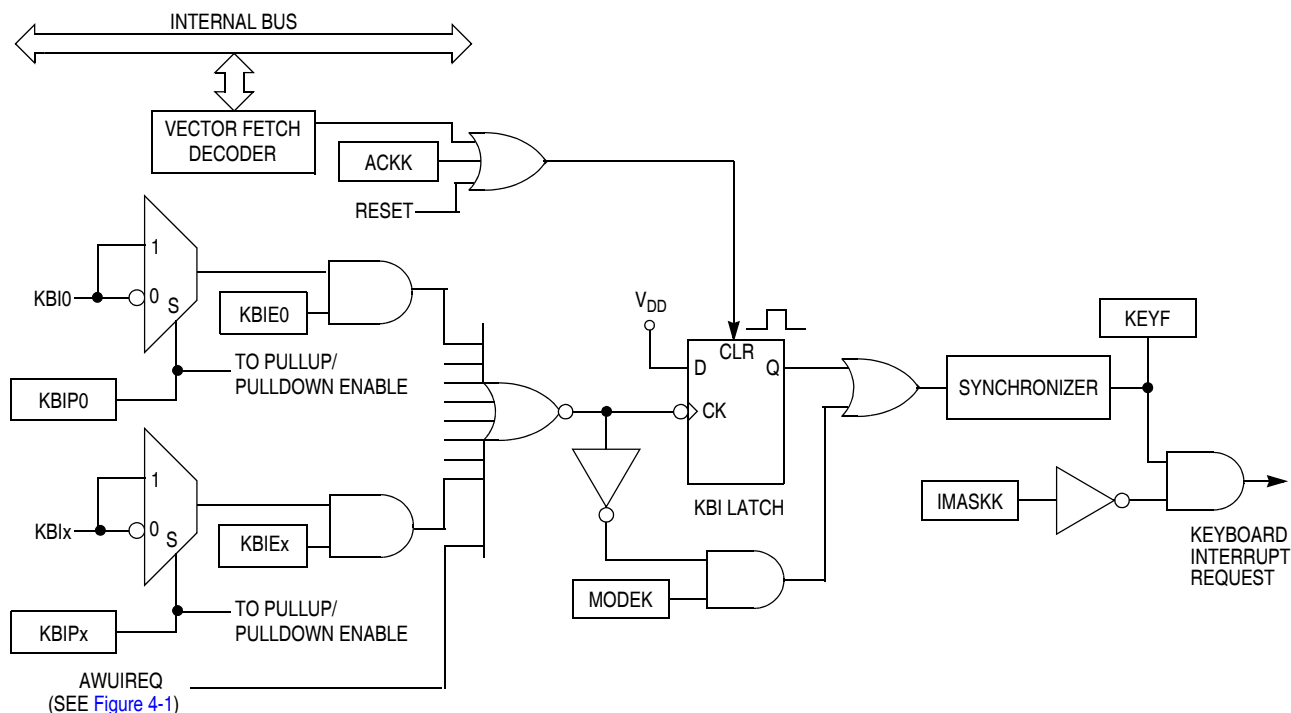 INTERNAL BUS
VECTOR FETCH
DECODER
ACKK
RESET
1
KBI0
0
S
KBIE0
TO PULLUP/
PULLDOWN ENABLE
KBIP0
VDD
CLR
D
Q
CK
KBI LATCH
KEYF
SYNCHRONIZER
1
KBIx
0
S
KBIEx
TO PULLUP/
PULLDOWN ENABLE
KBIPx
MODEK
IMASKK
KEYBOARD
INTERRUPT
REQUEST
AWUIREQ
(SEE Figure 4-1)